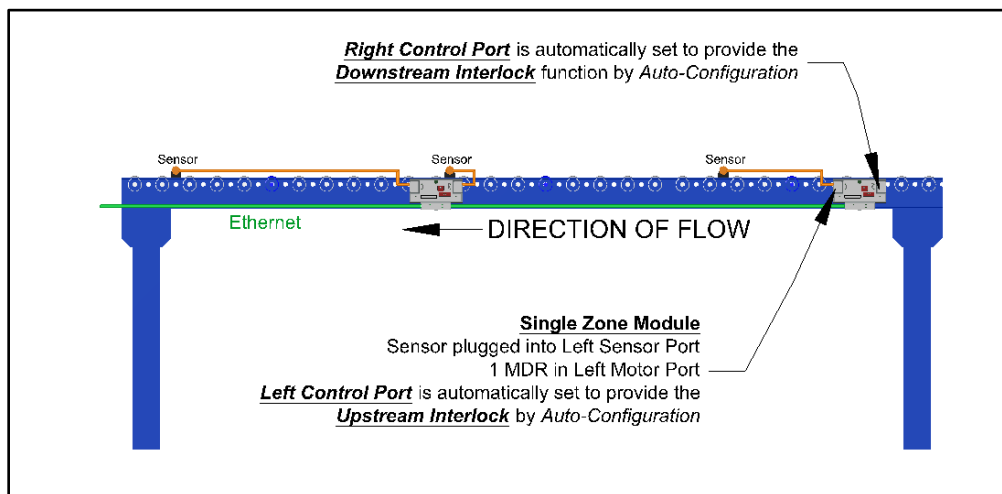 Right Control Port is automatically set to provide the
Downstream Interlock function by Auto-Configuration
Sensor
Sensor
Sensor
Ethernet
DIRECTION OF FLOW
Single Zone Module
Sensor plugged into Left Sensor Port
1 MDR in Left Motor Port
Left Control Port is automatically set to provide the
Upstream Interlock by Auto-Configuration